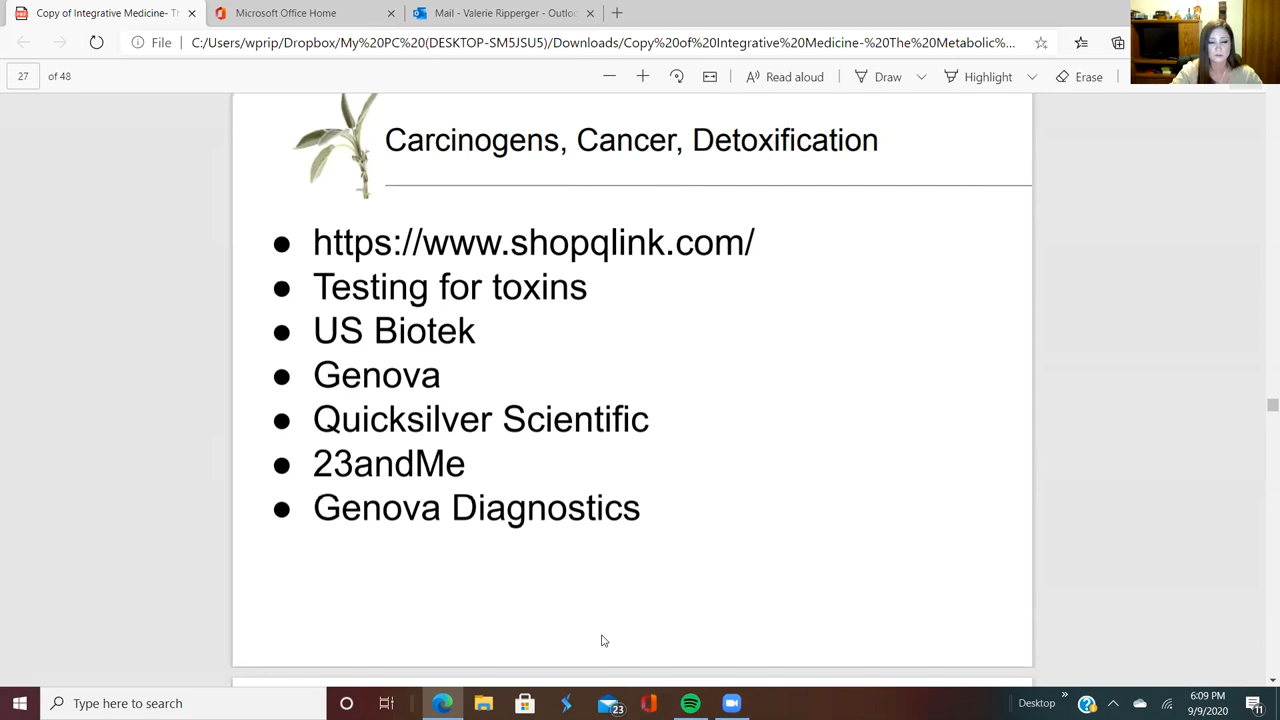 Copy of Integrative Medicine- Th
Microsoft Office Home
Mail - Valerie Ripperger - Outloo
File
C:/Users/wprip/Dropbox/My%20PC%20(DESKTOP-SM5JSU5)/Downloads/Copy%20of%20Integrative%20Medicine-%20The%20Metabolic%...
27 of 48
Read aloud
Draw
Highlight
Erase
Carcinogens, Cancer, Detoxification
● https://www.shopqlink.com/
● Testing for toxins
● US Biotek
● Genova
● Quicksilver Scientific
● 23andMe
● Genova Diagnostics
Type here to search
23
Desktop
6:09 PM
9/9/2020
11